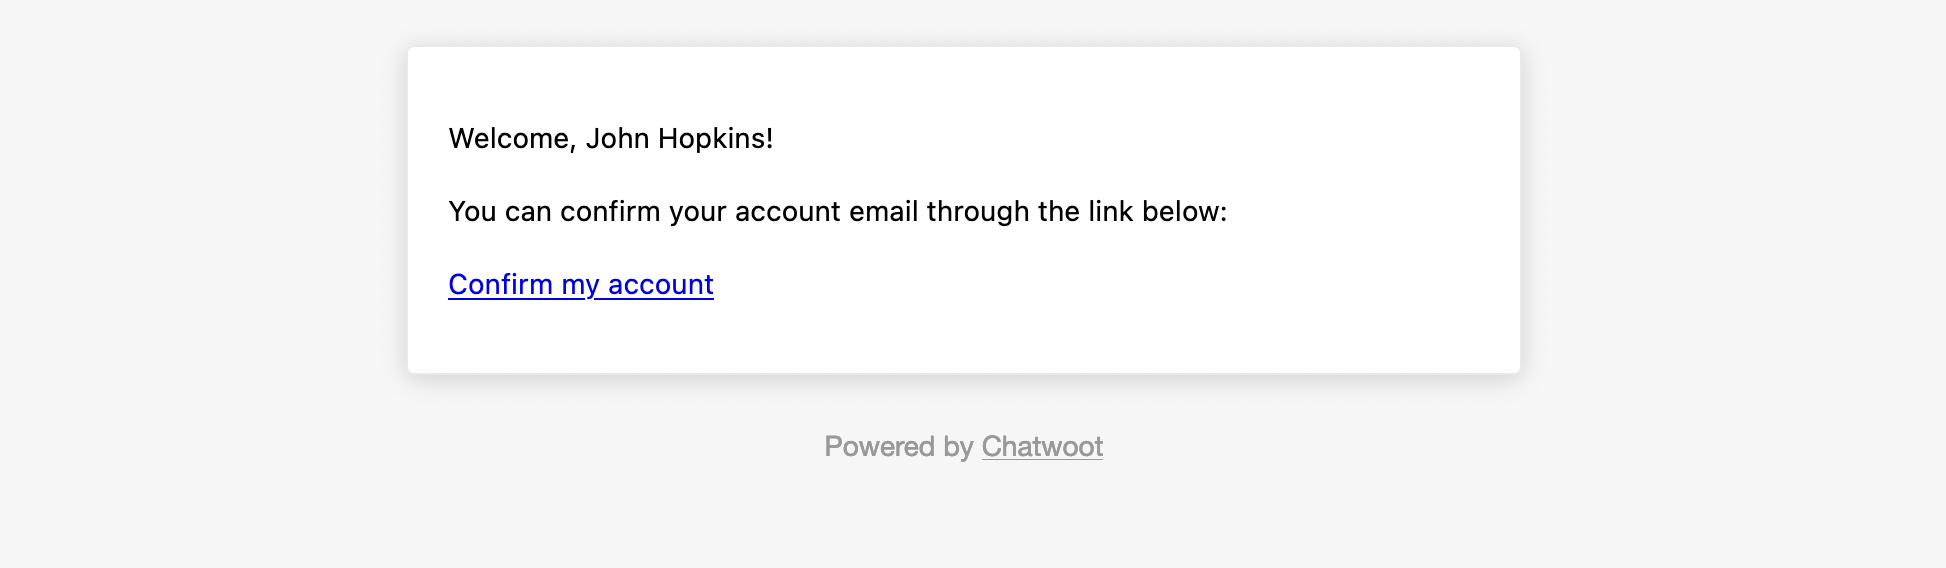 Welcome, John Hopkins!
You can confirm your account email through the link below:
Confirm my account
Powered by Chatwoot